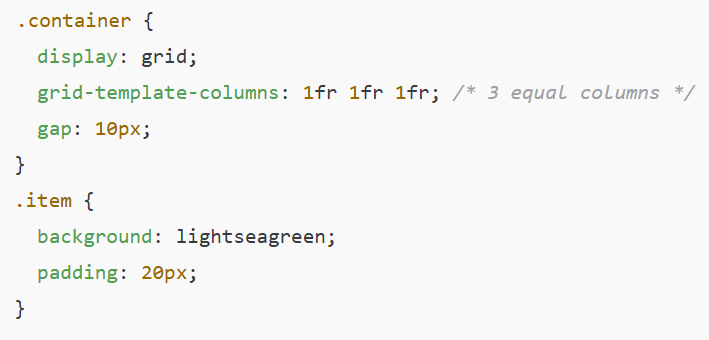 .container {
  display: grid;
  grid-template-columns: 1fr 1fr 1fr; /* 3 equal columns */
  gap: 10px;
}
.item {
  background: lightseagreen;
  padding: 20px;
}